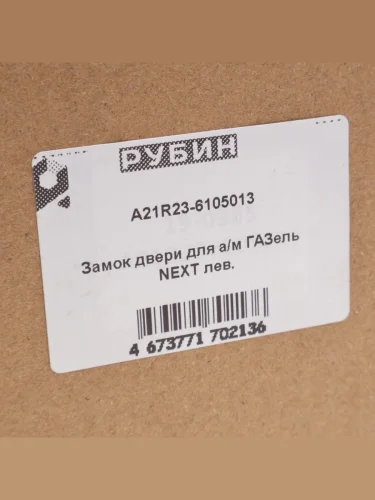 РУБИН
A21R23-6105013
Замок двери для а/м ГАЗель
NEXT лев.
4 673771 702136